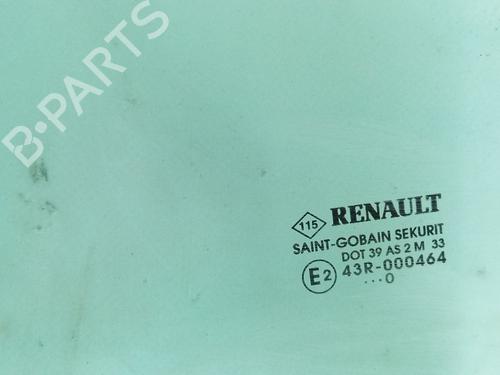 B-PARTS
115 RENAULT
SAINT-GOBAIN SEKURIT
DOT 39 AS 2 M 33
E2 43R-000464
...0